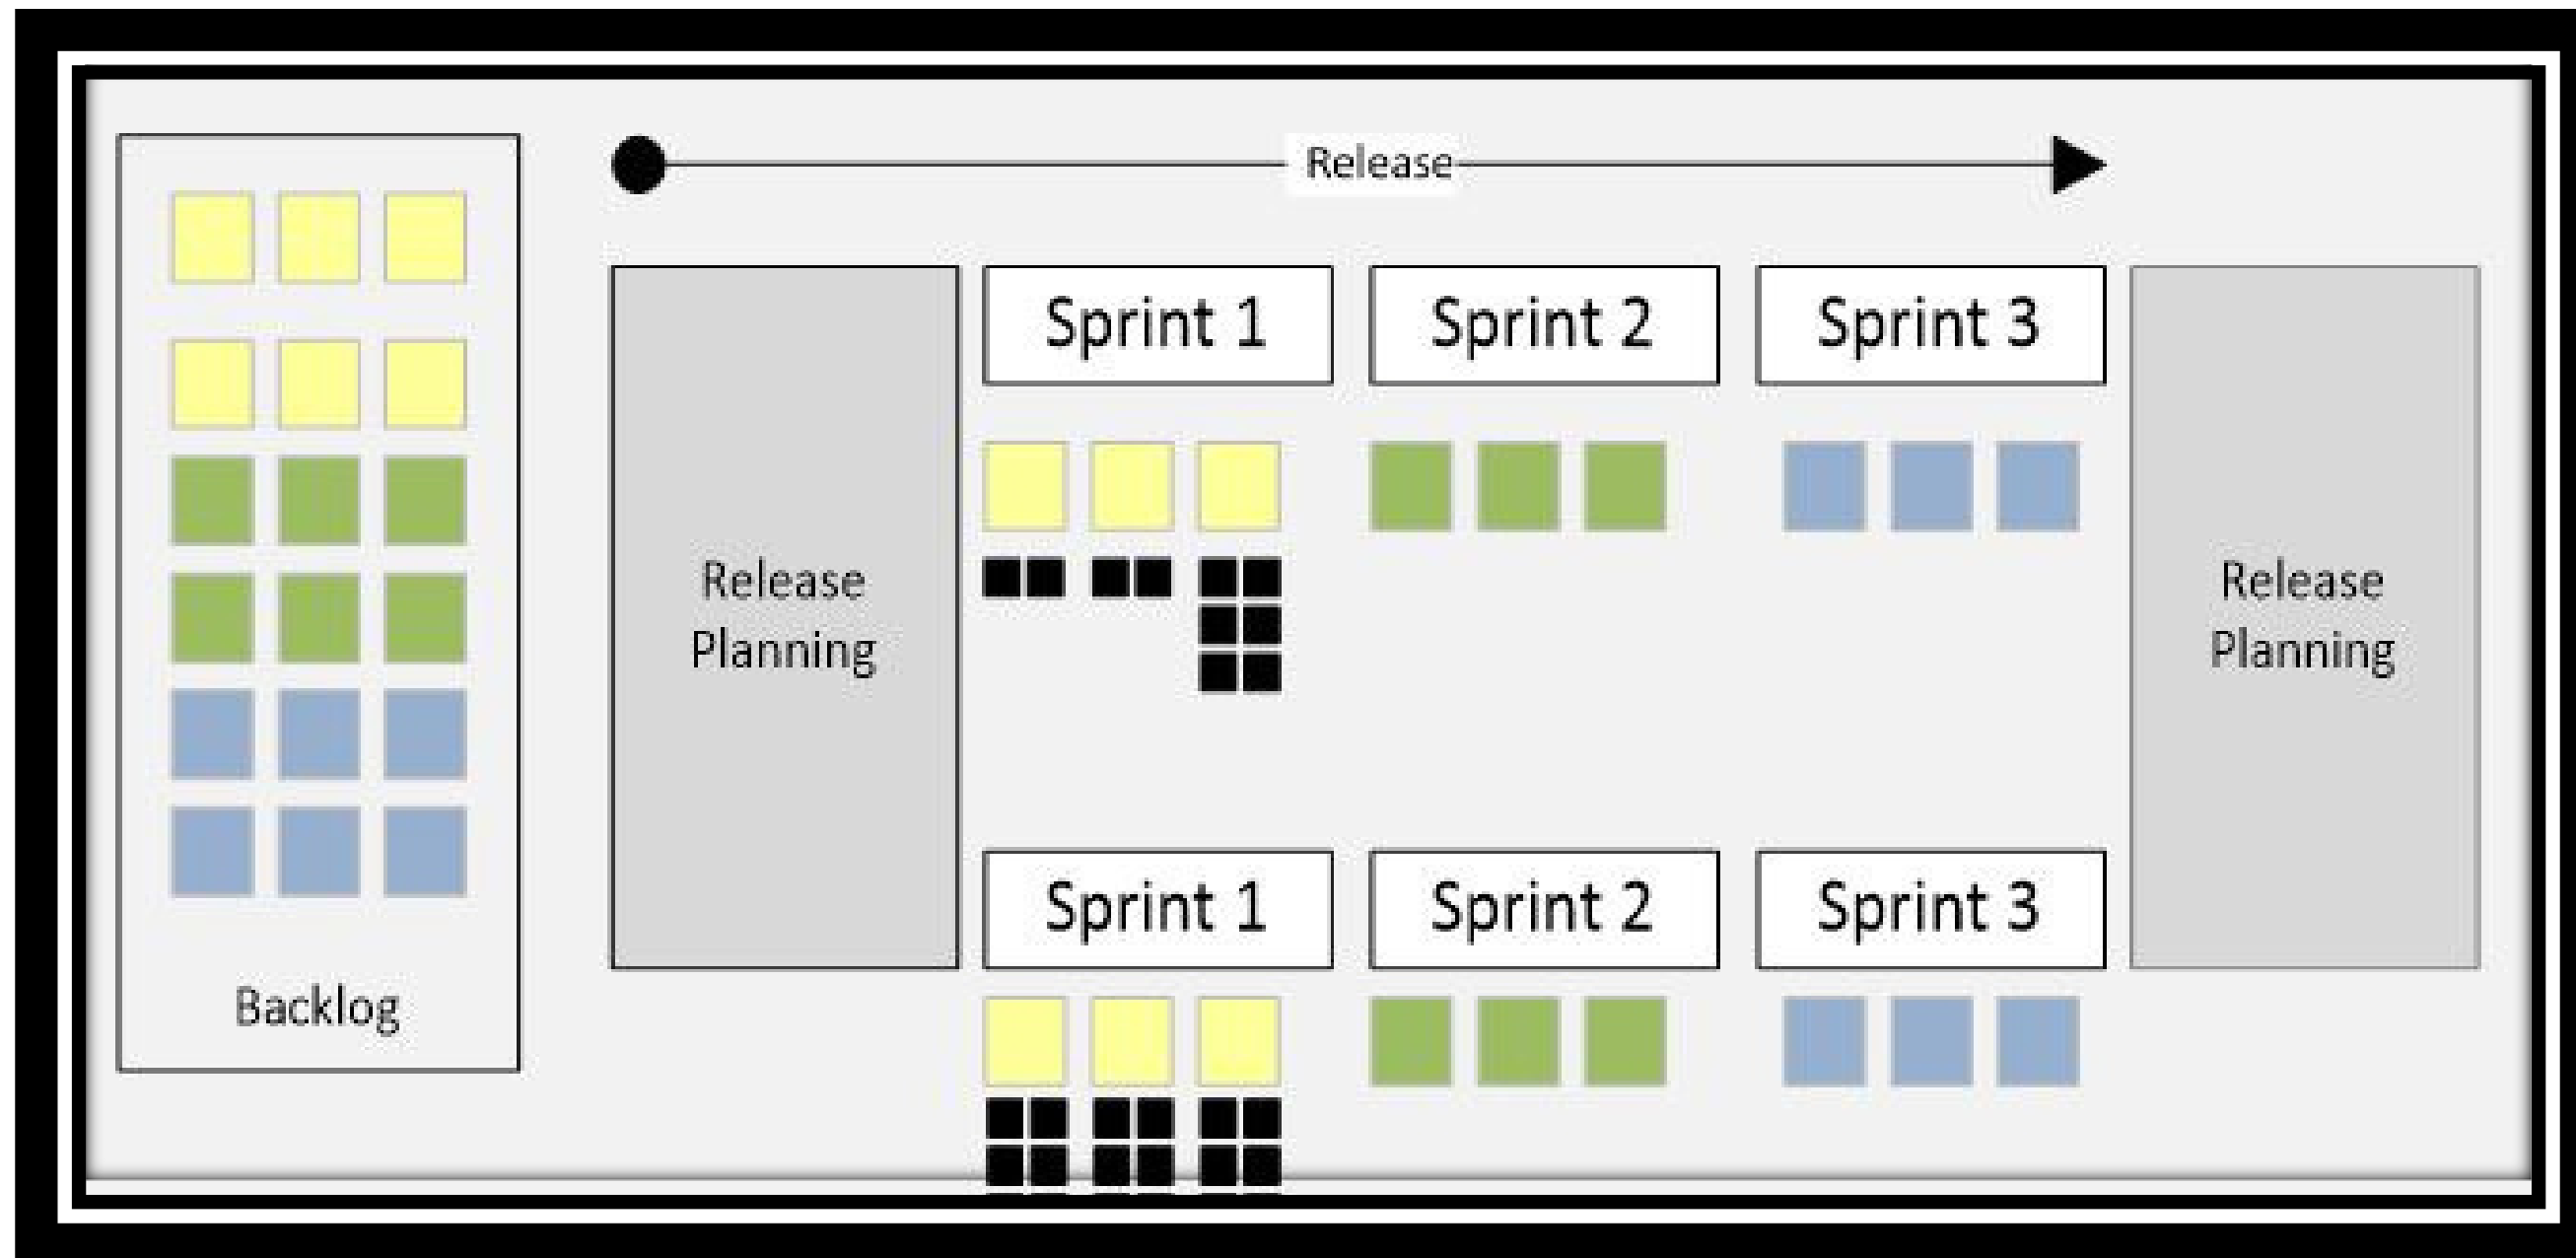 Release
Sprint 1
Sprint 2
Sprint 3
Release
Planning
Release
Planning
Sprint 1
Sprint 2
Sprint 3
Backlog